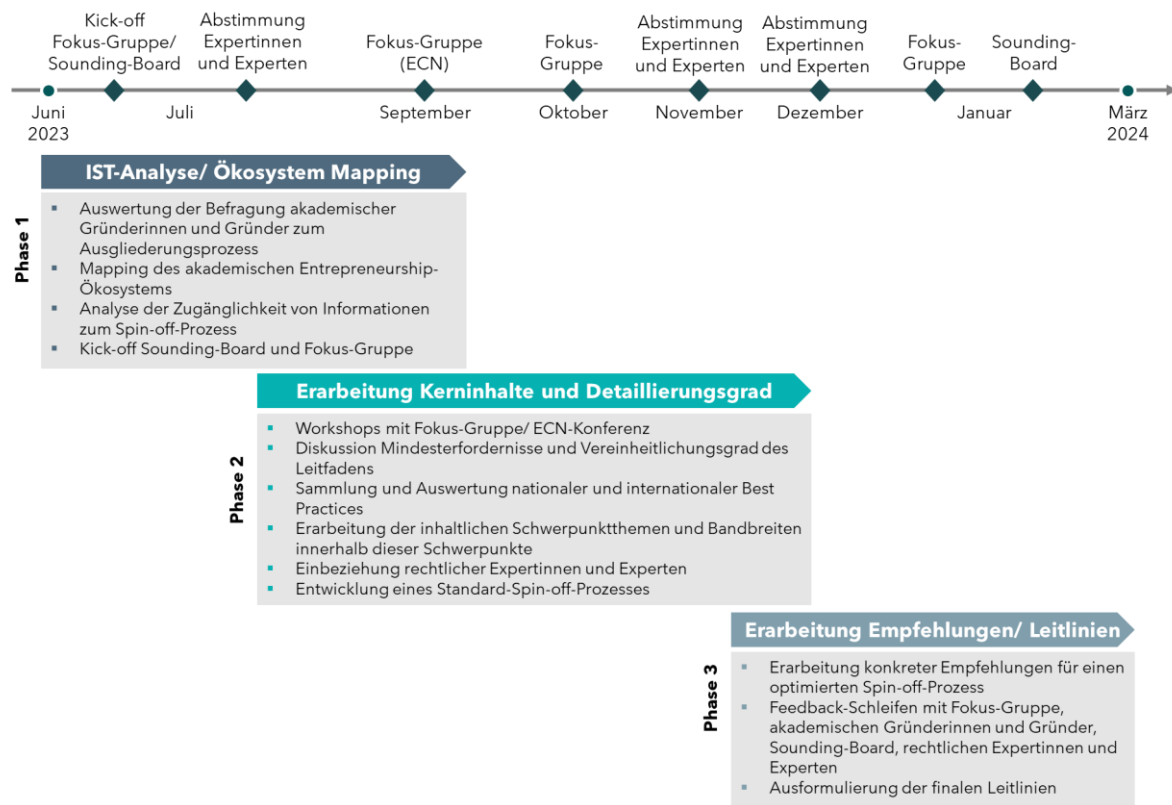 Kick-off
Fokus-Gruppe/
Sounding-Board
Abstimmung
Expertinnen
und Experten
Fokus-Gruppe
(ECN)
Fokus-
Gruppe
Abstimmung
Expertinnen
und Experten
Abstimmung
Expertinnen
und Experten
Fokus-
Gruppe
Sounding-
Board
Juni
2023
Juli
September
Oktober
November
Dezember
Januar
März
2024
Phase 1
IST-Analyse/ Ökosystem Mapping
▪ Auswertung der Befragung akademischer
Gründerinnen und Gründer zum
Ausgliederungsprozess
▪ Mapping des akademischen Entrepreneurship-
Ökosystems
▪ Analyse der Zugänglichkeit von Informationen
zum Spin-off-Prozess
▪ Kick-off Sounding-Board und Fokus-Gruppe
Phase 2
Erarbeitung Kerninhalte und Detaillierungsgrad
▪ Workshops mit Fokus-Gruppe/ ECN-Konferenz
▪ Diskussion Mindesterfordernisse und Vereinheitlichungsgrad des
Leitfadens
▪ Sammlung und Auswertung nationaler und internationaler Best
Practices
▪ Erarbeitung der inhaltlichen Schwerpunktthemen und Bandbreiten
innerhalb dieser Schwerpunkte
▪ Einbeziehung rechtlicher Expertinnen und Experten
▪ Entwicklung eines Standard-Spin-off-Prozesses
Phase 3
Erarbeitung Empfehlungen/ Leitlinien
▪ Erarbeitung konkreter Empfehlungen für einen
optimierten Spin-off-Prozess
▪ Feedback-Schleifen mit Fokus-Gruppe,
akademischen Gründerinnen und Gründer,
Sounding-Board, rechtlichen Expertinnen und
Experten
▪ Ausformulierung der finalen Leitlinien